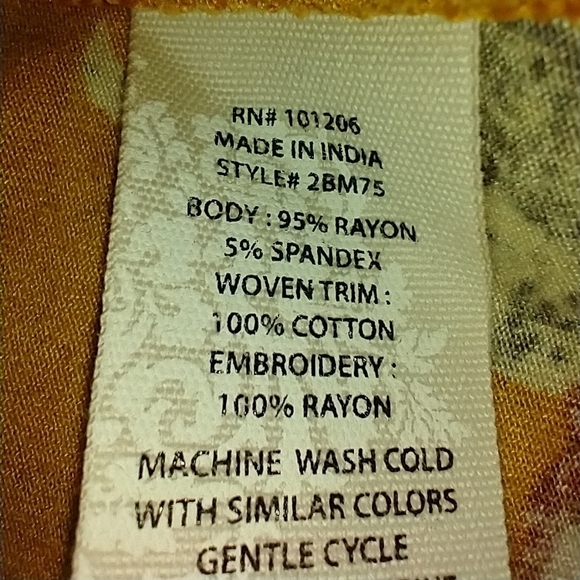 RN# 101206
MADE IN INDIA
STYLE# 2BM75
BODY : 95% RAYON
5% SPANDEX
WOVEN TRIM :
100% COTTON
EMBROIDERY :
100% RAYON
MACHINE WASH COLD
WITH SIMILAR COLORS
GENTLE CYCLE